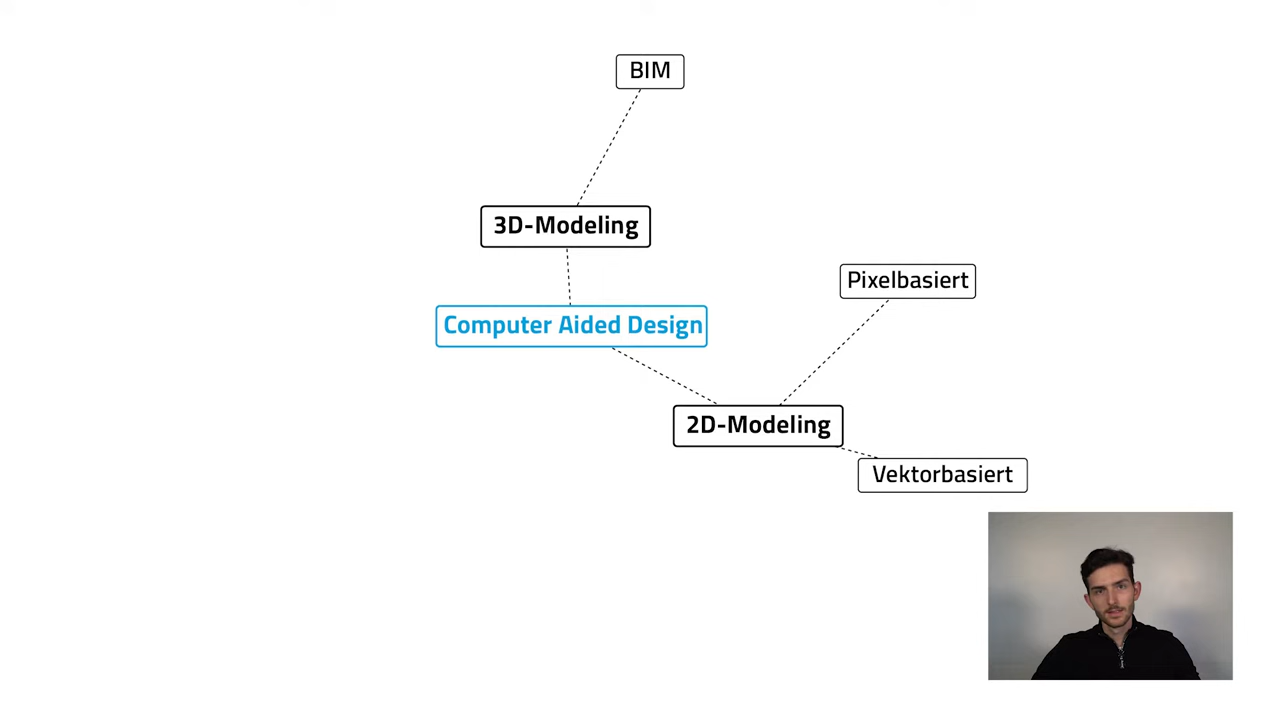 BIM
3D-Modeling
Pixelbasiert
Computer Aided Design
2D-Modeling
Vektorbasiert